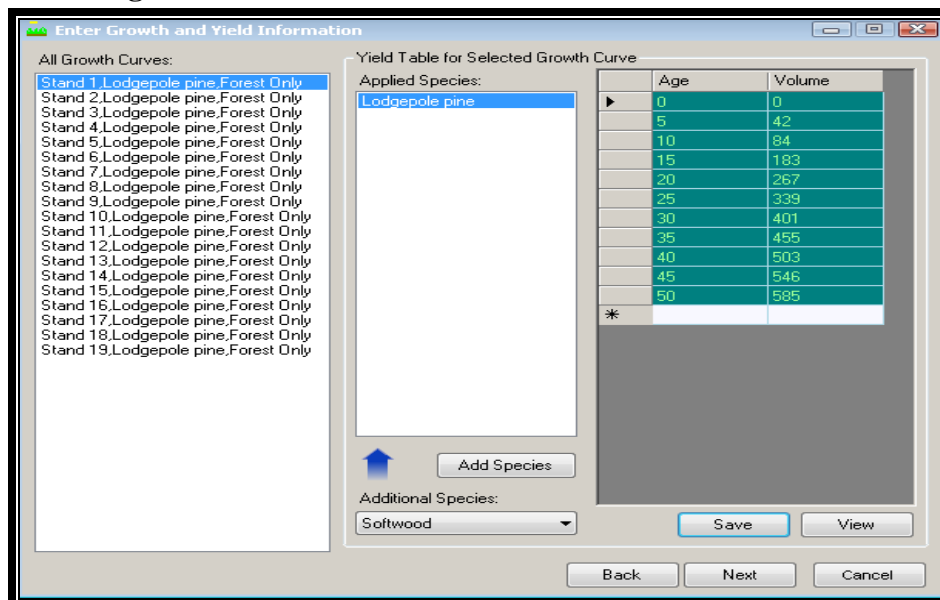 Enter Growth and Yield Information
All Growth Curves:
Stand 1,Lodgepole pine,Forest Only
Stand 2,Lodgepole pine,Forest Only
Stand 3,Lodgepole pine,Forest Only
Stand 4,Lodgepole pine,Forest Only
Stand 5,Lodgepole pine,Forest Only
Stand 6,Lodgepole pine,Forest Only
Stand 7,Lodgepole pine,Forest Only
Stand 8,Lodgepole pine,Forest Only
Stand 9,Lodgepole pine,Forest Only
Stand 10,Lodgepole pine,Forest Only
Stand 11,Lodgepole pine,Forest Only
Stand 12,Lodgepole pine,Forest Only
Stand 13,Lodgepole pine,Forest Only
Stand 14,Lodgepole pine,Forest Only
Stand 15,Lodgepole pine,Forest Only
Stand 16,Lodgepole pine,Forest Only
Stand 17,Lodgepole pine,Forest Only
Stand 18,Lodgepole pine,Forest Only
Stand 19,Lodgepole pine,Forest Only
Yield Table for Selected Growth Curve
Applied Species:
Lodgepole pine
Add Species
Additional Species:
Softwood
Age Volume
0 0
5 42
10 84
15 183
20 267
25 339
30 401
35 455
40 503
45 546
50 585
Save View
Back Next Cancel